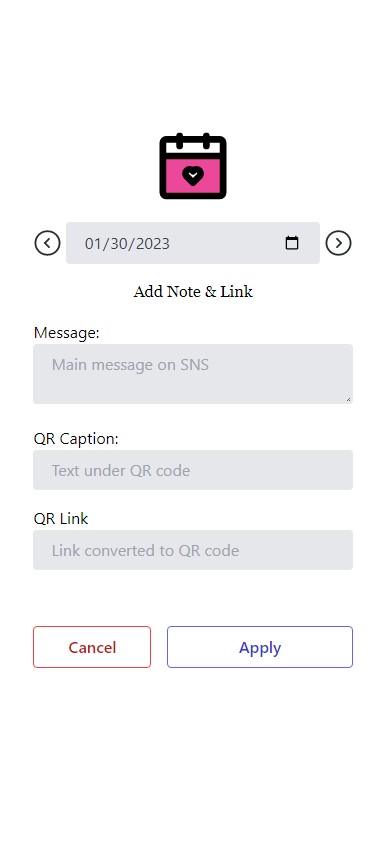 01/30/2023
Add Note & Link
Message:
Main message on SNS
QR Caption:
Text under QR code
QR Link
Link converted to QR code
Cancel
Apply